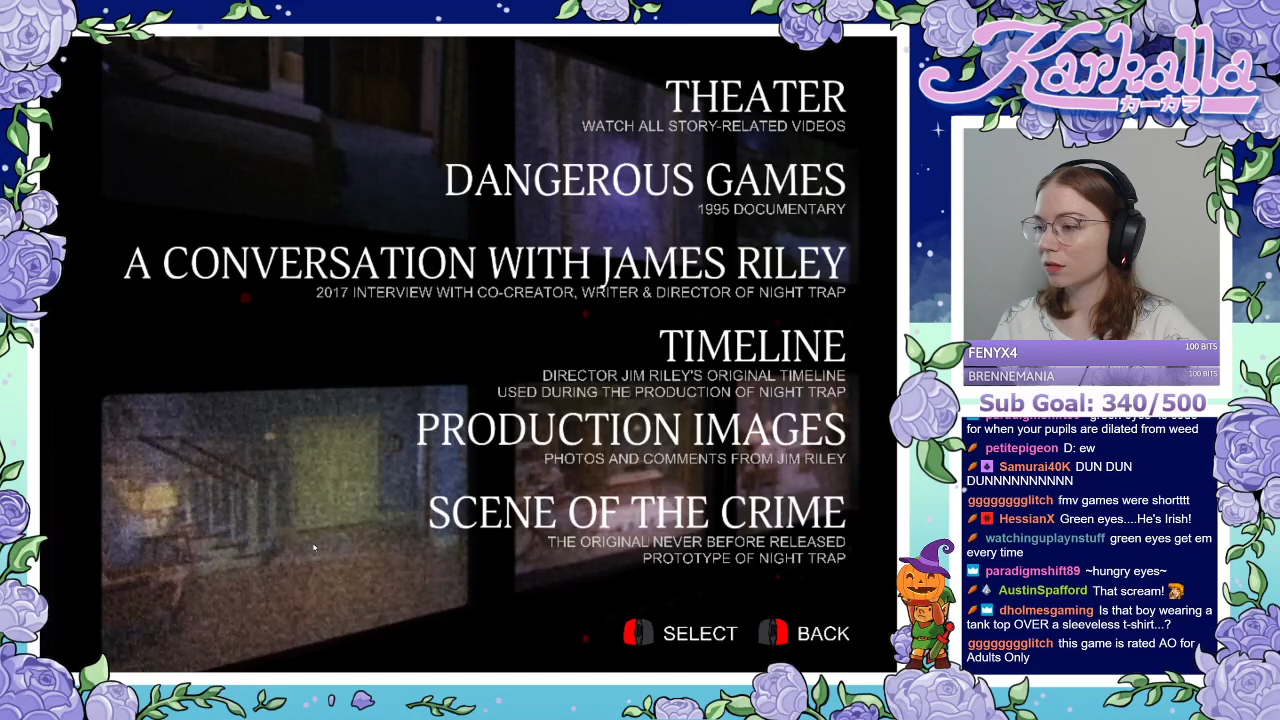 THEATER
WATCH ALL STORY-RELATED VIDEOS
DANGEROUS GAMES
1995 DOCUMENTARY
A CONVERSATION WITH JAMES RILEY
2017 INTERVIEW WITH CO-CREATOR, WRITER & DIRECTOR OF NIGHT TRAP
TIMELINE
DIRECTOR JIM RILEY'S ORIGINAL TIMELINE
USED DURING THE PRODUCTION OF NIGHT TRAP
PRODUCTION IMAGES
PHOTOS AND COMMENTS FROM JIM RILEY
SCENE OF THE CRIME
THE ORIGINAL NEVER BEFORE RELEASED
PROTOTYPE OF NIGHT TRAP
SELECT BACK
Karkalla
カーカラ
FENYX4 100 BITS
BRENNEMANIA 100 BITS
Sub Goal: 340/500
for when your pupils are dilated from weed
petitepigeon D: ew
Samurai40K DUN DUN
DUNNNNNNNNNN
ggggggggglitch fmv games were shortttt
HessianX Green eyes....He's Irish!
watchinguplaynstuff green eyes get em
every time
paradigmshift89 ~hungry eyes~
AustinSpafford That scream!
dholmesgaming Is that boy wearing a
tank top OVER a sleeveless t-shirt...?
ggggggggglitch this game is rated AO for
Adults Only